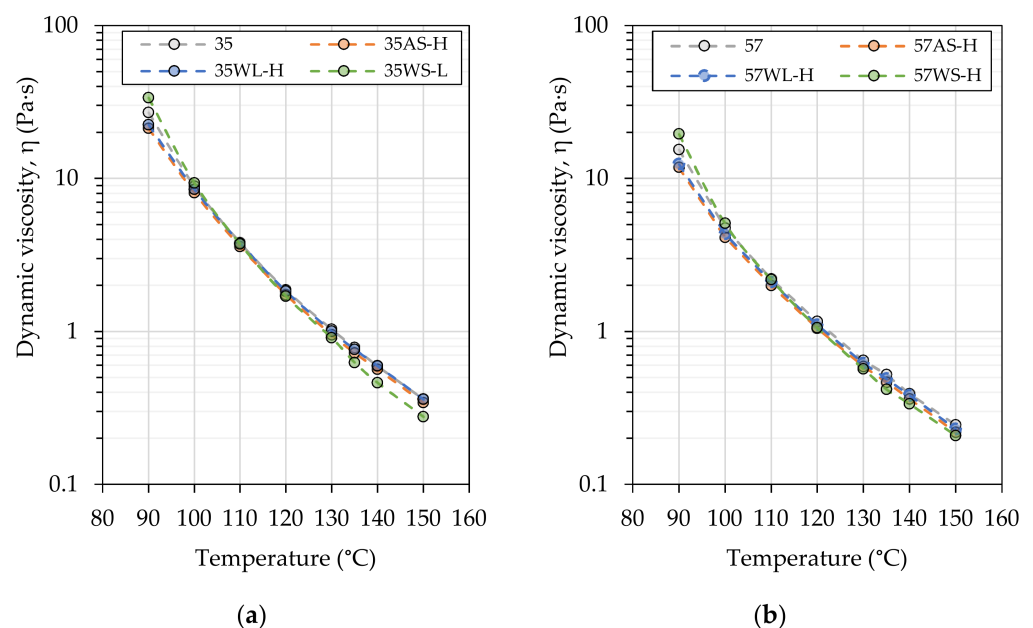 Dynamic viscosity, η (Pa·s)
100
10
1
0.1
35
35AS-H
35WL-H
35WS-L
80 90 100 110 120 130 140 150 160
Temperature (°C)
(a)
Dynamic viscosity, η (Pa·s)
100
10
1
0.1
57
57AS-H
57WL-H
57WS-H
80 90 100 110 120 130 140 150 160
Temperature (°C)
(b)